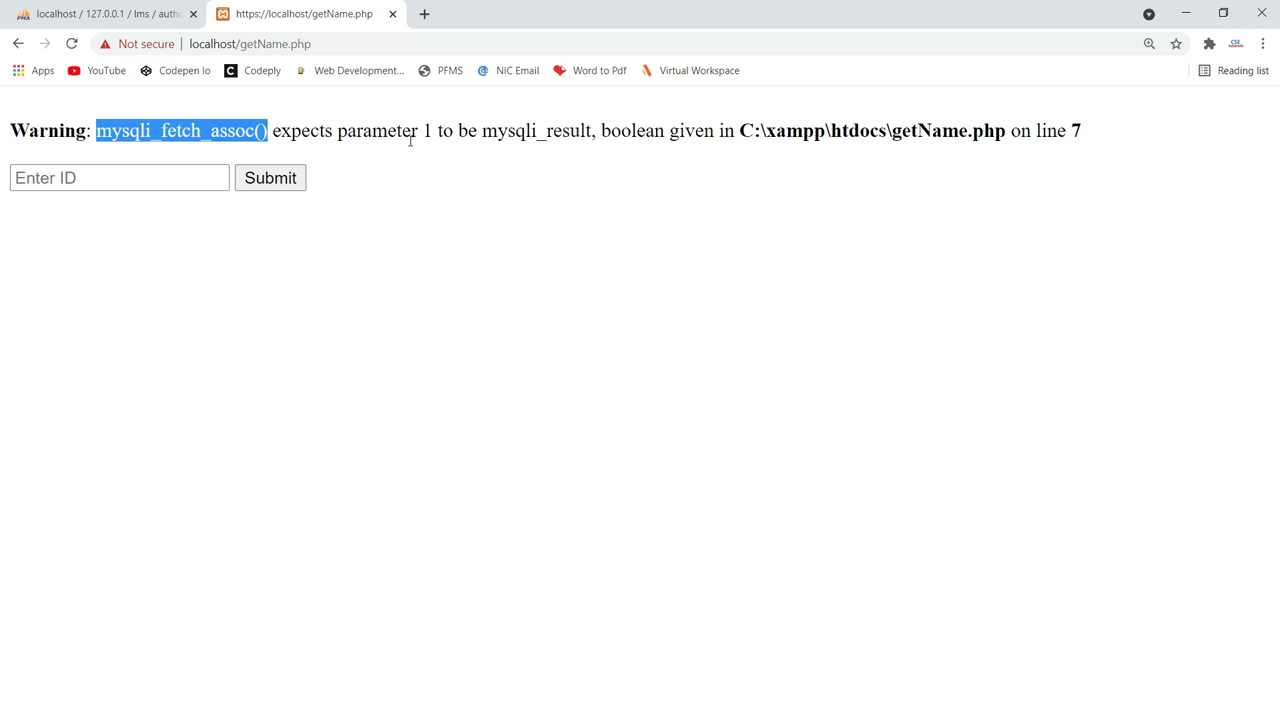 localhost / 127.0.0.1 / lms / auth
https://localhost/getName.php
Not secure | localhost/getName.php
Apps YouTube Codepen Io Codeply Web Development... PFMS NIC Email Word to Pdf Virtual Workspace Reading list
Warning: mysqli_fetch_assoc() expects parameter 1 to be mysqli_result, boolean given in C:\xampp\htdocs\getName.php on line 7
Enter ID Submit